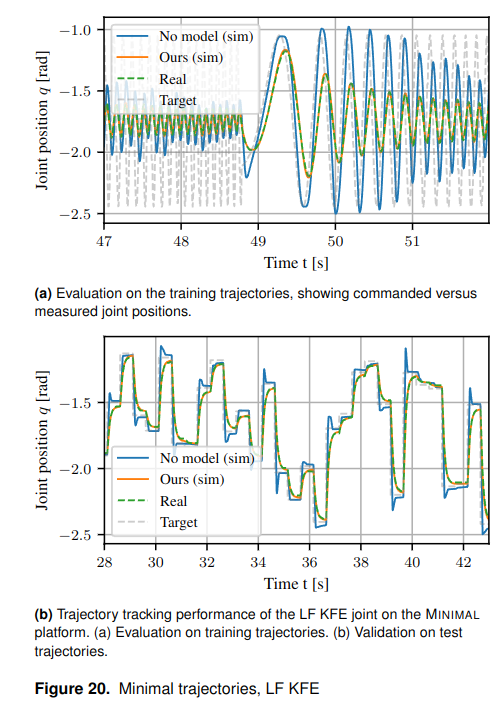 −1.0
−1.5
−2.0
−2.5
Joint position q [rad]
No model (sim)
Ours (sim)
Real
Target
47 48 49 50 51
Time t [s]
(a) Evaluation on the training trajectories, showing commanded versus
measured joint positions.
−1.5
−2.0
−2.5
Joint position q [rad]
No model (sim)
Ours (sim)
Real
Target
28 30 32 34 36 38 40 42
Time t [s]
(b) Trajectory tracking performance of the LF KFE joint on the MINIMAL
platform. (a) Evaluation on training trajectories. (b) Validation on test
trajectories.
Figure 20. Minimal trajectories, LF KFE